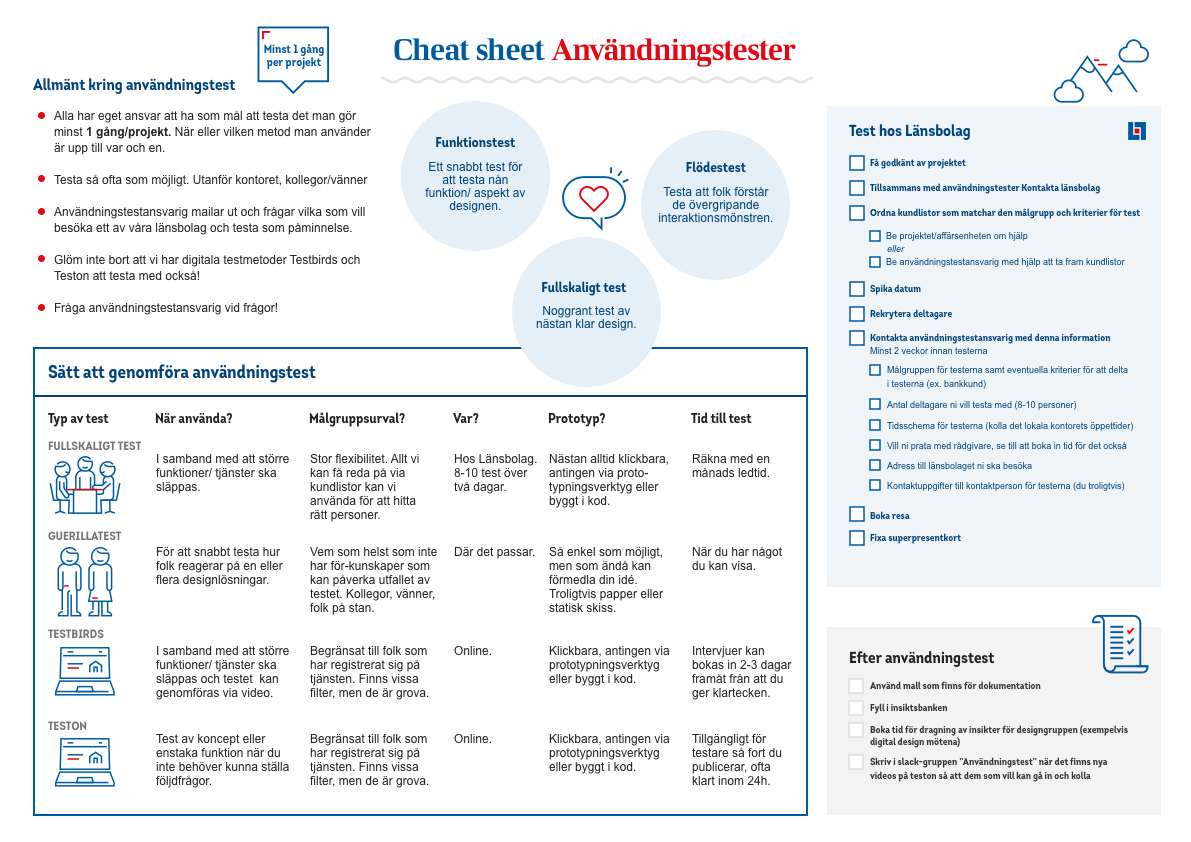 Minst 1 gång
per projekt
Cheat sheet Användningstester
Allmänt kring användningstest
Alla har eget ansvar att ha som mål att testa det man gör
minst 1 gång/projekt. När eller vilken metod man använder
är upp till var och en.
Testa så ofta som möjligt. Utanför kontoret, kollegor/vänner
Användningstestansvarig mailar ut och frågar vilka som vill
besöka ett av våra länsbolag och testa som påminnelse.
Glöm inte bort att vi har digitala testmetoder Testbirds och
Teston att testa med också!
Fråga användningstestansvarig vid frågor!
Funktionstest
Ett snabbt test för
att testa nån
funktion/ aspekt av
designen.
Flödestest
Testa att folk förstår
de övergripande
interaktionsmönstren.
Fullskaligt test
Noggrant test av
nästan klar design.
Sätt att genomföra användningstest
Typ av test När använda? Målgruppsurval? Var? Prototyp? Tid till test
FULLSKALIGT TEST
I samband med att större
funktioner/ tjänster ska
släppas.
Stor flexibilitet. Allt vi
kan få reda på via
kundlistor kan vi
använda för att hitta
rätt personer.
Hos Länsbolag.
8-10 test över
två dagar.
Nästan alltid klickbara,
antingen via proto-
typningsverktyg eller
byggt i kod.
Räkna med en
månads ledtid.
GUERILLATEST
För att snabbt testa hur
folk reagerar på en eller
flera designlösningar.
Vem som helst som inte
har för-kunskaper som
kan påverka utfallet av
testet. Kollegor, vänner,
folk på stan.
Där det passar.
Så enkel som möjligt,
men som ändå kan
förmedla din idé.
Troligtvis papper eller
statisk skiss.
När du har något
du kan visa.
TESTBIRDS
I samband med att större
funktioner/ tjänster ska
släppas och testet  kan
genomföras via video.
Begränsat till folk som
har registrerat sig på
tjänsten. Finns vissa
filter, men de är grova.
Online.
Klickbara, antingen via
prototypningsverktyg
eller byggt i kod.
Intervjuer kan
bokas in 2-3 dagar
framåt från att du
ger klartecken.
TESTON
Test av koncept eller
enstaka funktion när du
inte behöver kunna ställa
följdfrågor.
Begränsat till folk som
har registrerat sig på
tjänsten. Finns vissa
filter, men de är grova.
Online.
Klickbara, antingen via
prototypningsverktyg
eller byggt i kod.
Tillgängligt för
testare så fort du
publicerar, ofta
klart inom 24h.
Test hos Länsbolag
Få godkänt av projektet
Tillsammans med användningstester Kontakta länsbolag
Ordna kundlistor som matchar den målgrupp och kriterier för test
Be projektet/affärsenheten om hjälp
eller
Be användningstestansvarig med hjälp att ta fram kundlistor
Spika datum
Rekrytera deltagare
Kontakta användningstestansvarig med denna information
Minst 2 veckor innan testerna
Målgruppen för testerna samt eventuella kriterier för att delta
i testerna (ex. bankkund)
Antal deltagare ni vill testa med (8-10 personer)
Tidsschema för testerna (kolla det lokala kontorets öppettider)
Vill ni prata med rådgivare, se till att boka in tid för det också
Adress till länsbolaget ni ska besöka
Kontaktuppgifter till kontaktperson för testerna (du troligtvis)
Boka resa
Fixa superpresentkort
Efter användningstest
Använd mall som finns för dokumentation
Fyll i insiktsbanken
Boka tid för dragning av insikter för designgruppen (exempelvis
digital design mötena)
Skriv i slack-gruppen "Användningstest" när det finns nya
videos på teston så att dem som vill kan gå in och kolla